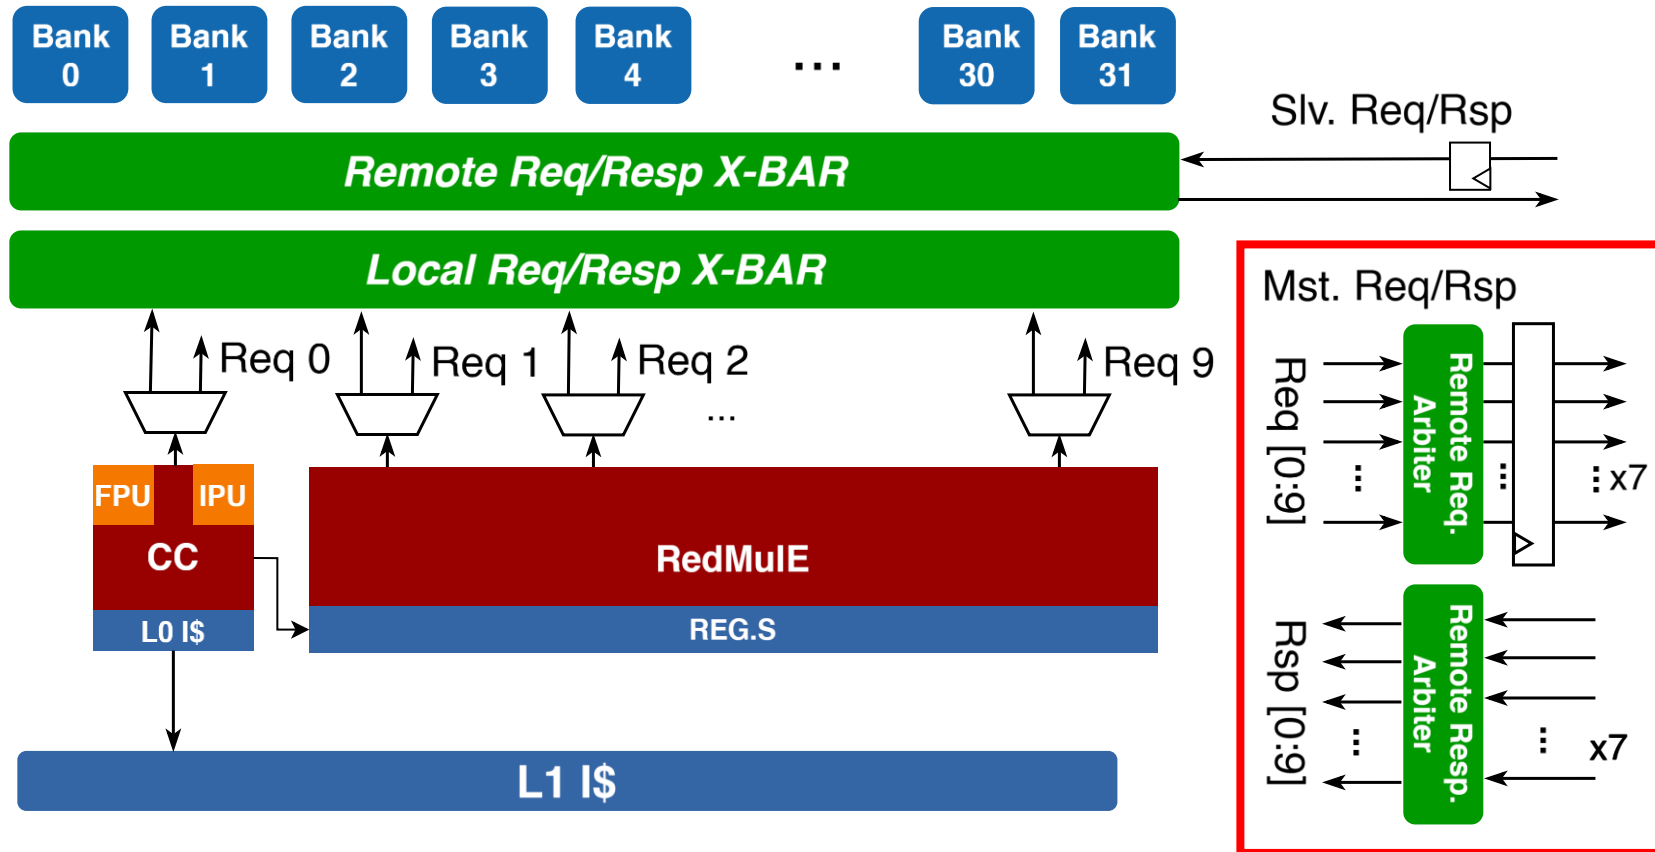 Bank 0
Bank 1
Bank 2
Bank 3
Bank 4
...
Bank 30
Bank 31
Slv. Req/Rsp
Remote Req/Resp X-BAR
Local Req/Resp X-BAR
Req 0
Req 1
Req 2
...
Req 9
FPU
IPU
CC
L0 I$
RedMulE
REG.S
L1 I$
Mst. Req/Rsp
Req [0:9]
...
Remote Req.
Arbiter
...
... x7
Rsp [0:9]
...
Remote Resp.
Arbiter
... x7